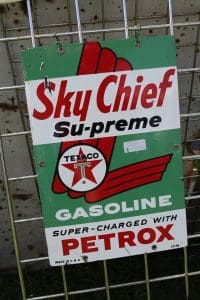 Sky Chief
Su-preme
TEXACO
T
GASOLINE
SUPER-CHARGED WITH
PETROX